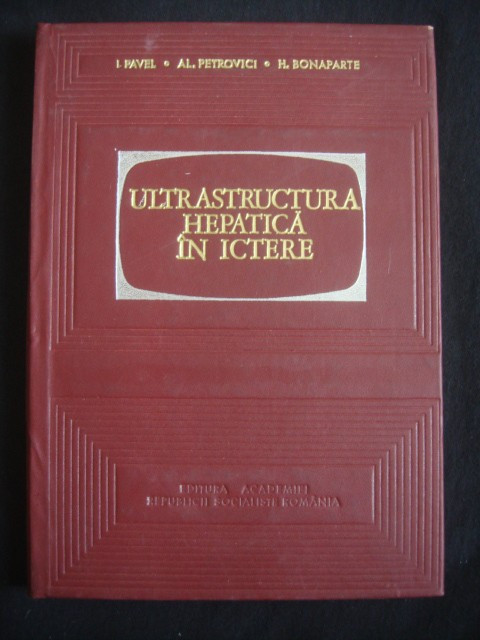 I. PAVEL • AL. PETROVICI • H. BONAPARTE
ULTRASTRUCTURA
HEPATICĂ
ÎN ICTERE
EDITURA ACADEMIEI
REPUBLICII SOCIALISTE ROMÂNIA